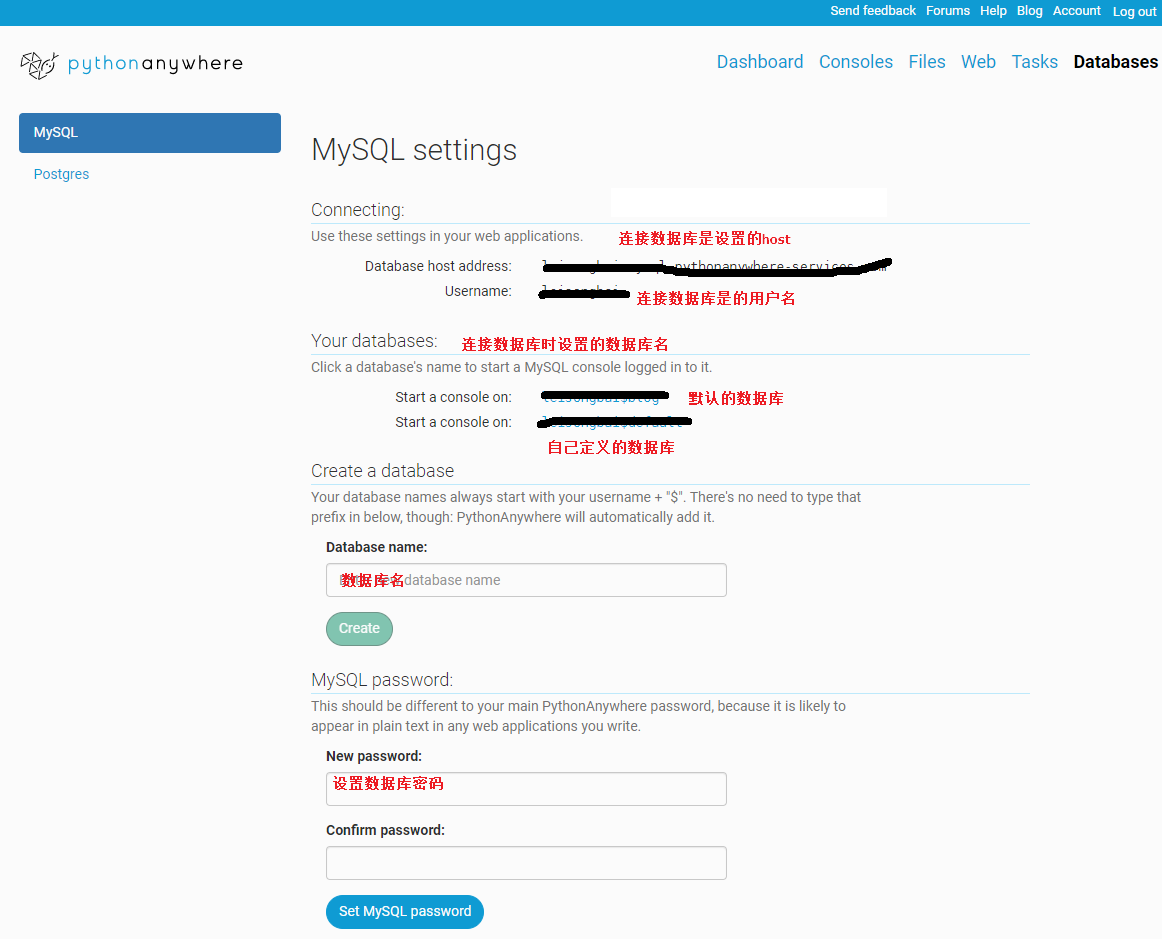 Send feedback Forums Help Blog Account Log out
pythonanywhere
Dashboard Consoles Files Web Tasks Databases
MySQL
Postgres
MySQL settings
Connecting:
Use these settings in your web applications. 连接数据库是设置的host
Database host address:
Username: 连接数据库是的用户名
Your databases: 连接数据库时设置的数据库名
Click a database's name to start a MySQL console logged in to it.
Start a console on: 默认的数据库
Start a console on:
自己定义的数据库
Create a database
Your database names always start with your username + "$". There's no need to type that
prefix in below, though: PythonAnywhere will automatically add it.
Database name:
数据库名 database name
Create
MySQL password:
This should be different to your main PythonAnywhere password, because it is likely to
appear in plain text in any web applications you write.
New password:
设置数据库密码
Confirm password:
Set MySQL password